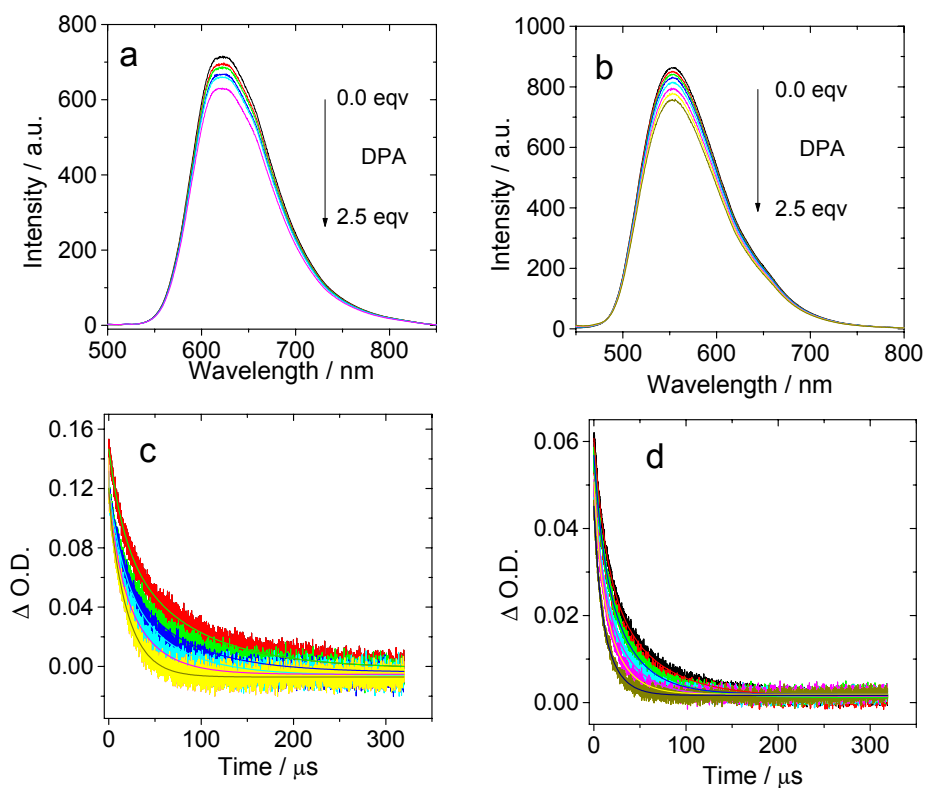 a
800
600
400
200
0
Intensity / a.u.
0.0 eqv
DPA
2.5 eqv
500 600 700 800
Wavelength / nm
b
1000
800
600
400
200
0
Intensity / a.u.
0.0 eqv
DPA
2.5 eqv
500 600 700 800
Wavelength / nm
c
0.16
0.12
0.08
0.04
0.00
Δ O.D.
0 100 200 300
Time / μs
d
0.06
0.04
0.02
0.00
Δ O.D.
0 100 200 300
Time / μs